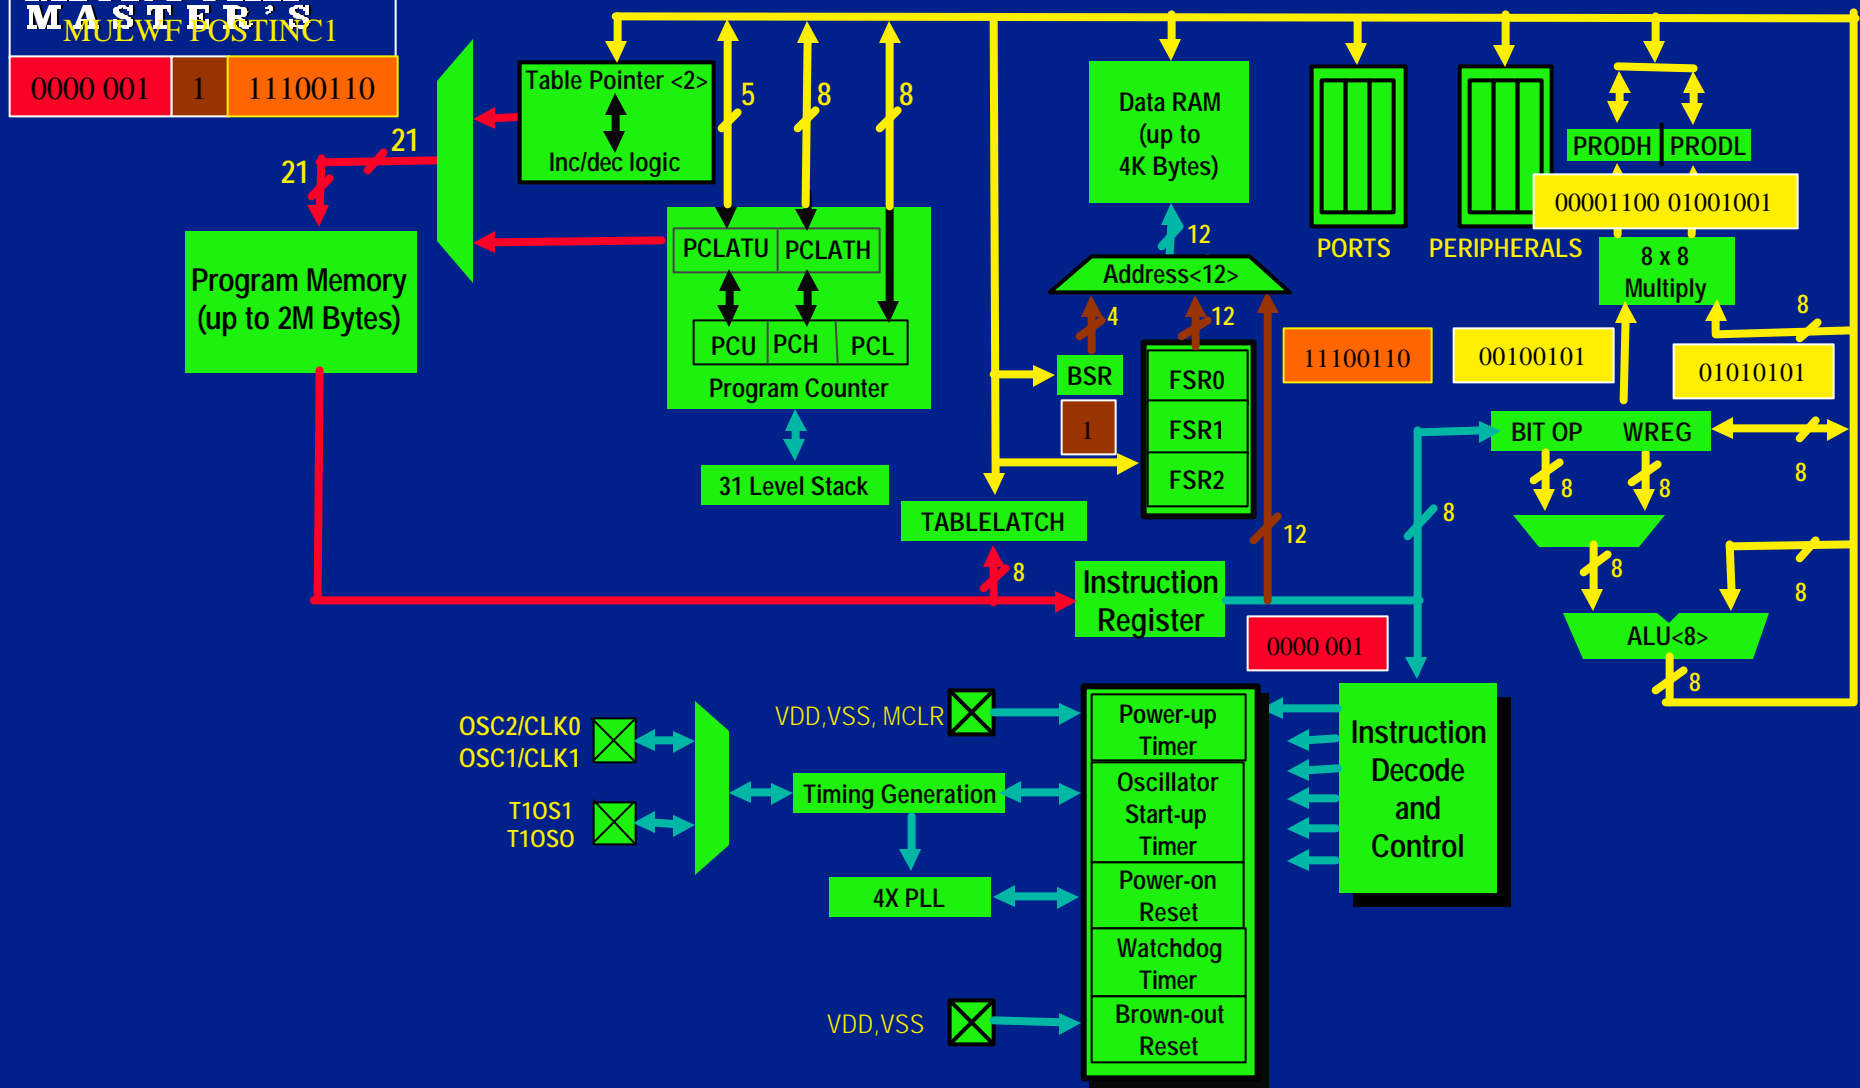 MASTER'S
MULWF POSTINC1
0000 001 1 11100110
Table Pointer <2>
Inc/dec logic
5
8
8
21
21
Program Memory
(up to 2M Bytes)
PCLATU PCLATH
PCU PCH PCL
Program Counter
31 Level Stack
TABLELATCH
8
Data RAM
(up to
4K Bytes)
12
Address<12>
4
12
BSR
1
FSR0
FSR1
FSR2
12
PORTS
PERIPHERALS
PRODH PRODL
00001100 01001001
8 x 8
Multiply
8
11100110
00100101
01010101
BIT OP WREG
8
8
8
8
8
8
ALU<8>
8
8
Instruction
Register
0000 001
Instruction
Decode
and
Control
VDD,VSS, MCLR
Power-up
Timer
Oscillator
Start-up
Timer
Power-on
Reset
Watchdog
Timer
Brown-out
Reset
OSC2/CLK0
OSC1/CLK1
T1OS1
T1OSO
Timing Generation
4X PLL
VDD,VSS